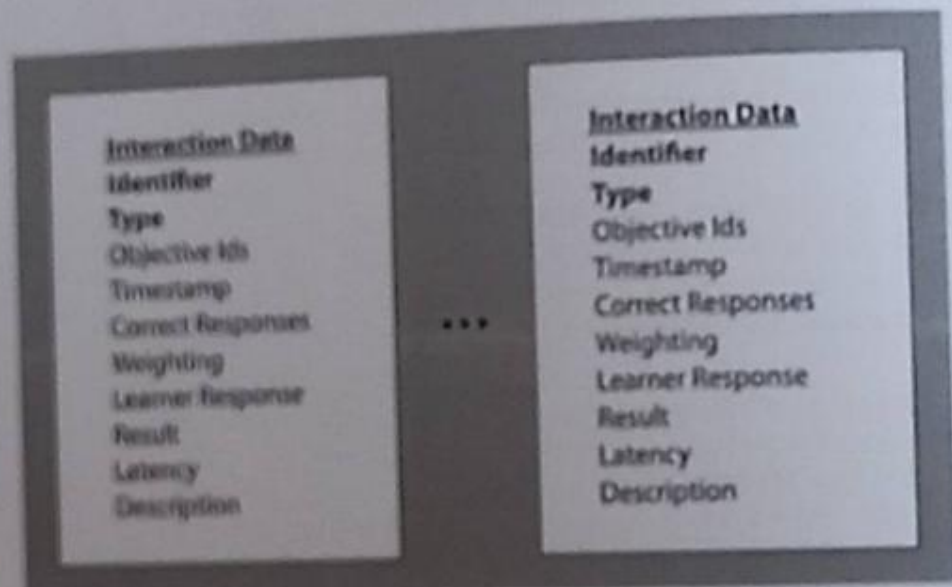 Interaction Data
Identifier
Type
Objective Ids
Timestamp
Correct Responses
Weighting
Learner Response
Result
Latency
Description
...
Interaction Data
Identifier
Type
Objective Ids
Timestamp
Correct Responses
Weighting
Learner Response
Result
Latency
Description